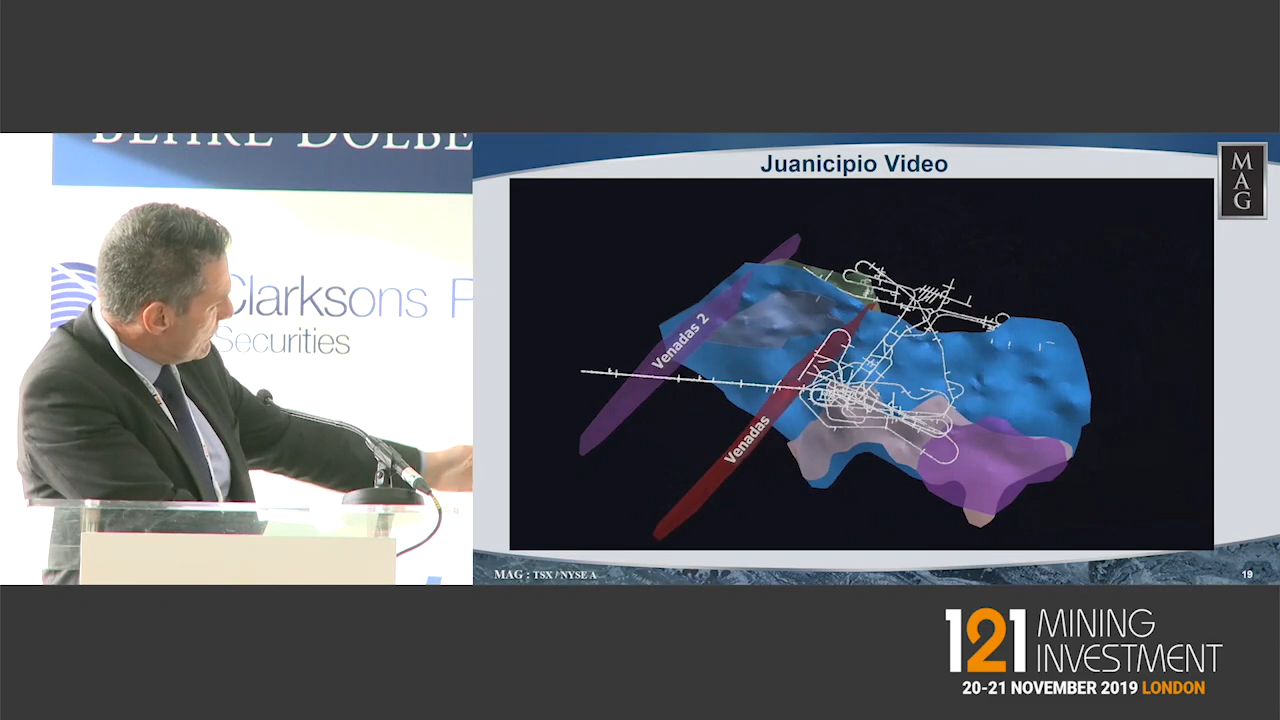 Clarksons
Securities
Juanicipio Video
MAG
Venadas 2
Venadas
MAG : TSX / NYSE A
19
121 MINING
INVESTMENT
20-21 NOVEMBER 2019 LONDON